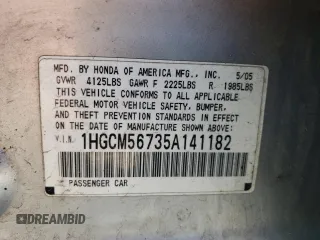 MFD. BY HONDA OF AMERICA MFG., INC. 5/05
GVWR 4125LBS GAWR F 2225LBS R 1985LBS
THIS VEHICLE CONFORMS TO ALL APPLICABLE
FEDERAL MOTOR VEHICLE SAFETY, BUMPER,
AND THEFT PREVENTION STANDARDS IN EFFECT ON
THE DATE OF MANUFACTURE SHOWN ABOVE.
V.I.N. 1HGCM56735A141182
PASSENGER CAR
DREAMBID